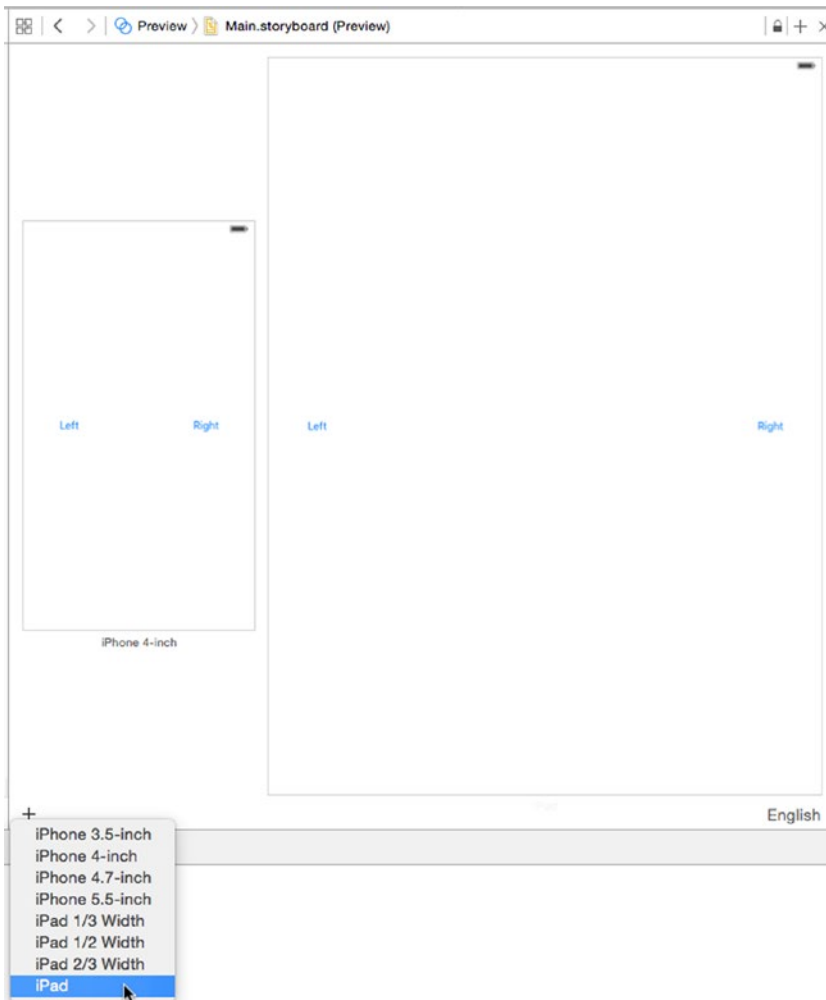 Preview Main.storyboard (Preview)
Left Right
Left Right
iPhone 4-inch
English
iPhone 3.5-inch
iPhone 4-inch
iPhone 4.7-inch
iPhone 5.5-inch
iPad 1/3 Width
iPad 1/2 Width
iPad 2/3 Width
iPad